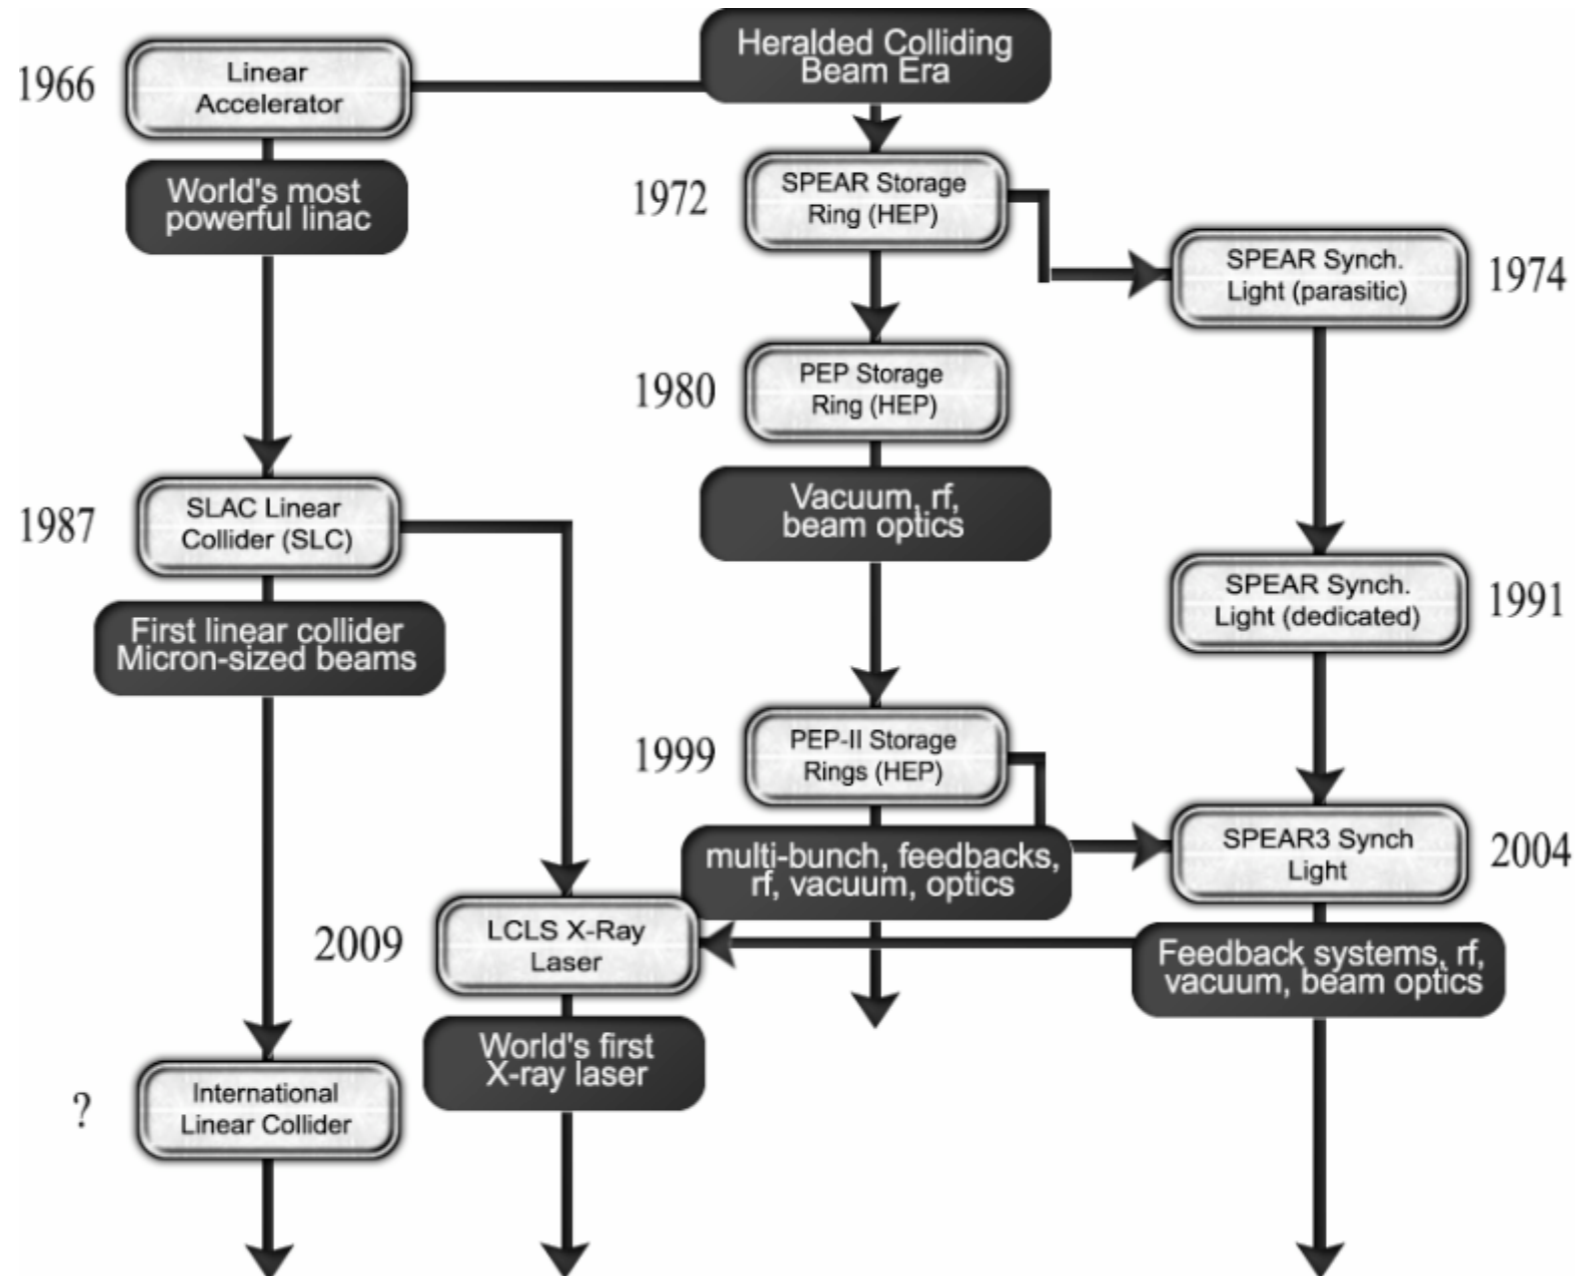 Heralded Colliding
Beam Era
1966
Linear
Accelerator
World's most
powerful linac
1972
SPEAR Storage
Ring (HEP)
SPEAR Synch.
Light (parasitic)
1974
1980
PEP Storage
Ring (HEP)
Vacuum, rf,
beam optics
1987
SLAC Linear
Collider (SLC)
First linear collider
Micron-sized beams
SPEAR Synch.
Light (dedicated)
1991
1999
PEP-II Storage
Rings (HEP)
multi-bunch, feedbacks,
rf, vacuum, optics
SPEAR3 Synch
Light
2004
2009
LCLS X-Ray
Laser
Feedback systems, rf,
vacuum, beam optics
World's first
X-ray laser
?
International
Linear Collider